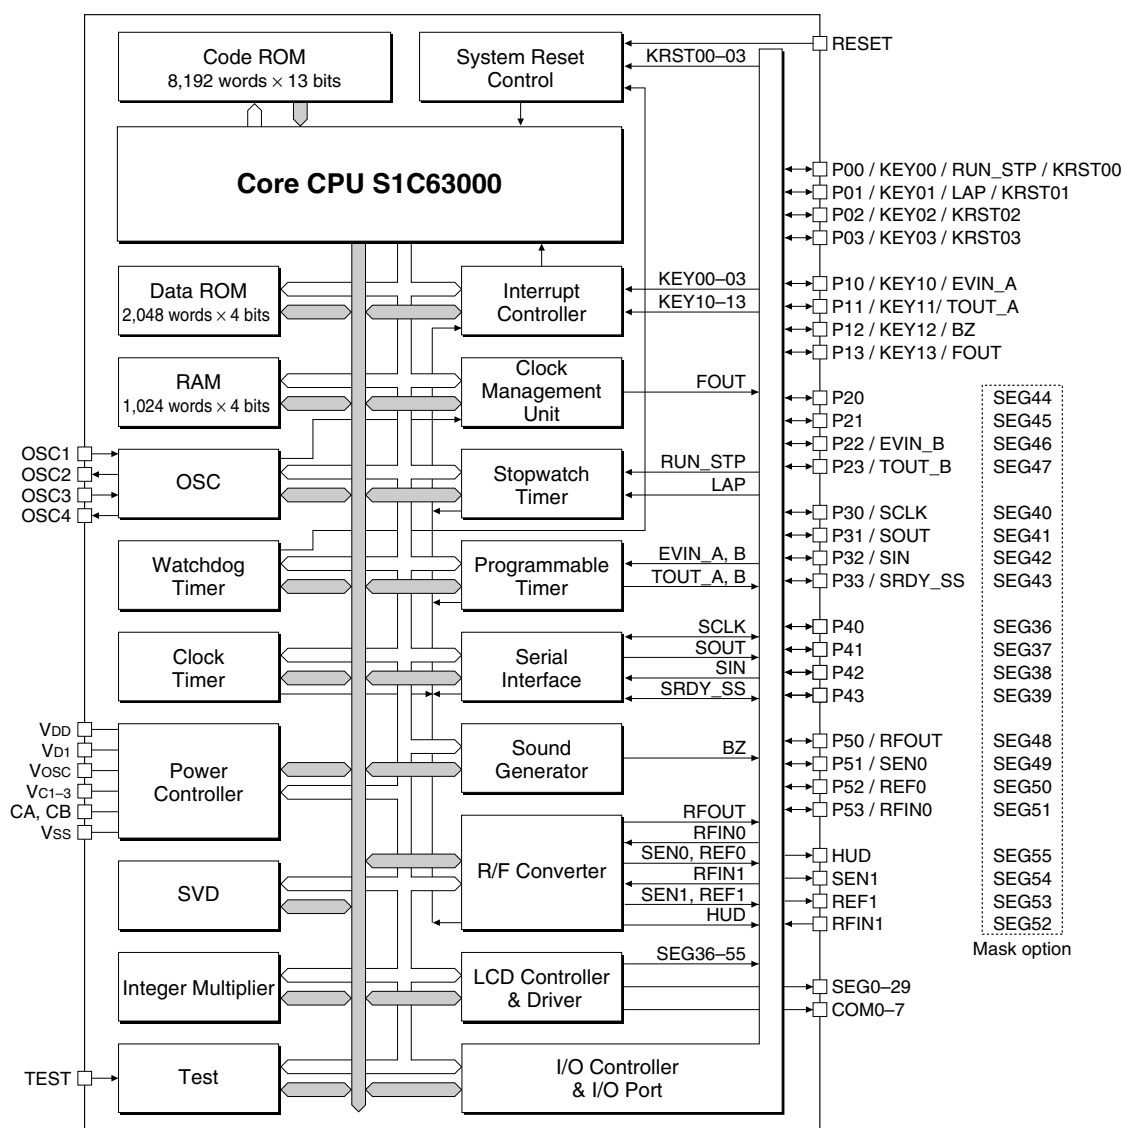 RESET
Code ROM
8,192 words × 13 bits
System Reset
Control
KRST00–03
Core CPU S1C63000
P00 / KEY00 / RUN_STP / KRST00
P01 / KEY01 / LAP / KRST01
P02 / KEY02 / KRST02
P03 / KEY03 / KRST03
Data ROM
2,048 words × 4 bits
Interrupt
Controller
KEY00–03
KEY10–13
P10 / KEY10 / EVIN_A
P11 / KEY11/ TOUT_A
P12 / KEY12 / BZ
P13 / KEY13 / FOUT
RAM
1,024 words × 4 bits
Clock
Management
Unit
FOUT
P20 SEG44
P21 SEG45
P22 / EVIN_B SEG46
P23 / TOUT_B SEG47
OSC1
OSC2
OSC3
OSC4
OSC
Stopwatch
Timer
RUN_STP
LAP
P30 / SCLK SEG40
P31 / SOUT SEG41
P32 / SIN SEG42
P33 / SRDY_SS SEG43
Watchdog
Timer
Programmable
Timer
EVIN_A, B
TOUT_A, B
Clock
Timer
Serial
Interface
SCLK
SOUT
SIN
SRDY_SS
P40 SEG36
P41 SEG37
P42 SEG38
P43 SEG39
VDD
VD1
VOSC
VC1–3
CA, CB
VSS
Power
Controller
Sound
Generator
BZ
P50 / RFOUT SEG48
P51 / SEN0 SEG49
P52 / REF0 SEG50
P53 / RFIN0 SEG51
R/F Converter
RFOUT
RFIN0
SEN0, REF0
RFIN1
SEN1, REF1
HUD
HUD SEG55
SEN1 SEG54
REF1 SEG53
RFIN1 SEG52
Mask option
SVD
Integer Multiplier
LCD Controller
& Driver
SEG36–55
SEG0–29
COM0–7
TEST
Test
I/O Controller
& I/O Port